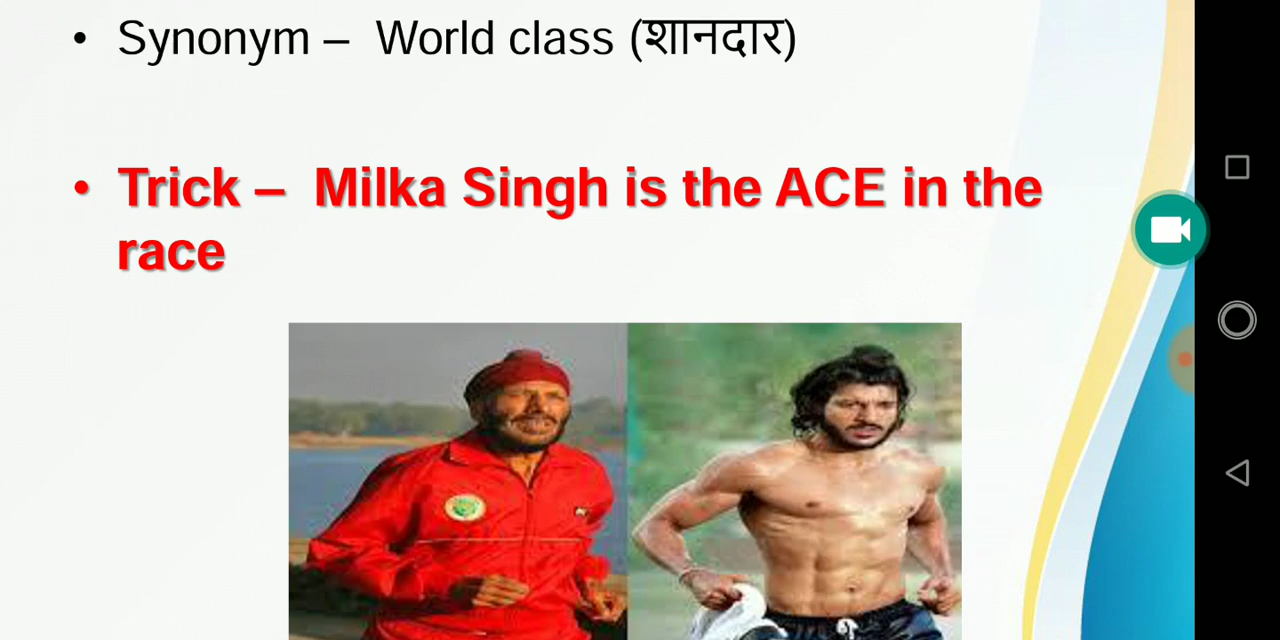 • Synonym – World class (शानदार)
• Trick – Milka Singh is the ACE in the
race